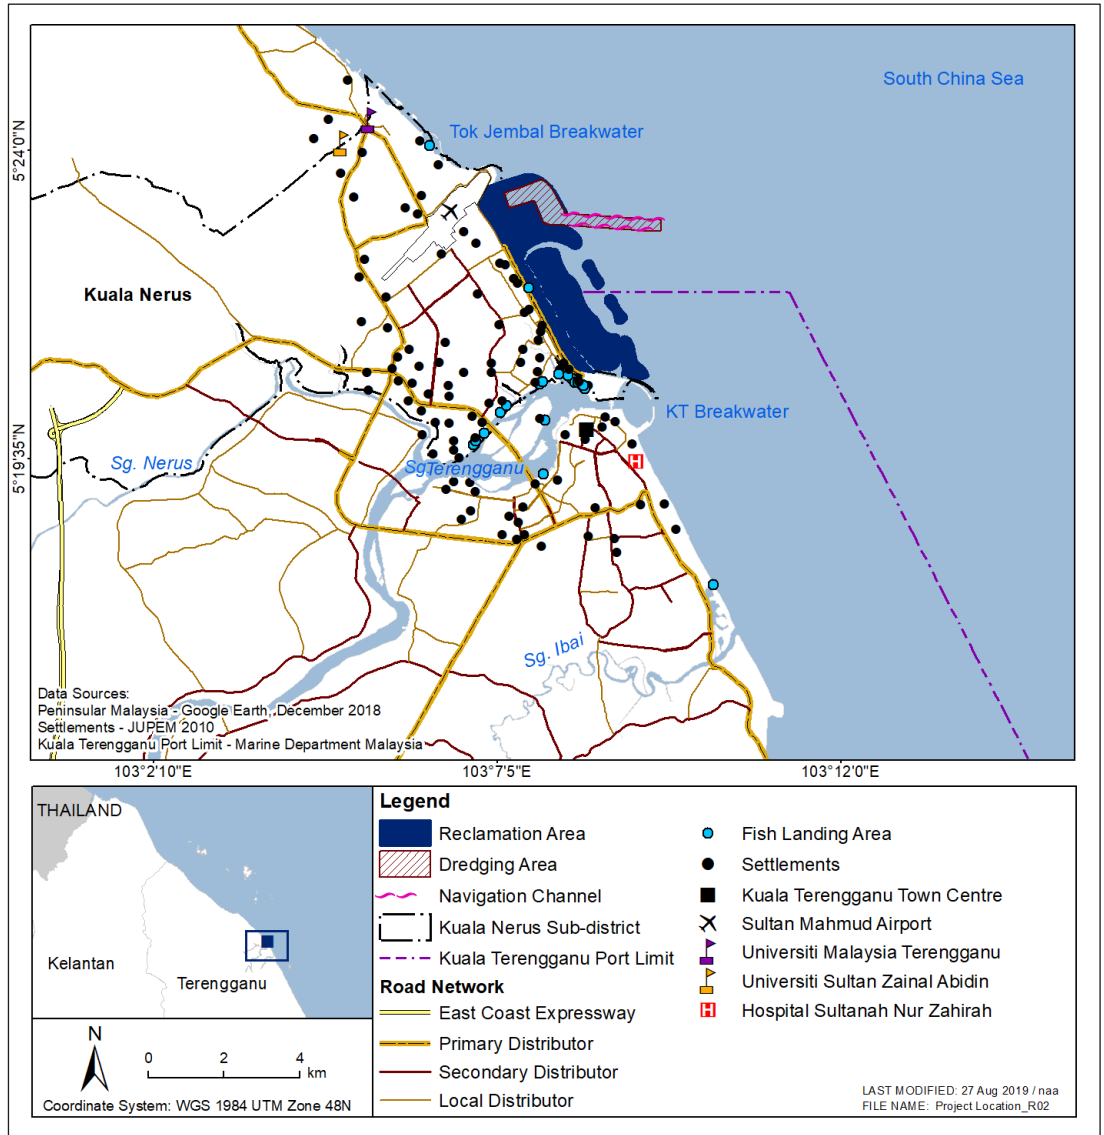 South China Sea
Tok Jembal Breakwater
5°24'0"N
Kuala Nerus
KT Breakwater
5°19'35"N
Sg. Nerus
Sg. Terengganu
Sg. Ibai
Data Sources:
Peninsular Malaysia - Google Earth, December 2018
Settlements - JUPEM 2010
Kuala Terengganu Port Limit - Marine Department Malaysia
103°2'10"E
103°7'5"E
103°12'0"E
THAILAND
Kelantan
Terengganu
N
0 2 4
km
Coordinate System: WGS 1984 UTM Zone 48N
Legend
Reclamation Area
Dredging Area
Navigation Channel
Kuala Nerus Sub-district
Kuala Terengganu Port Limit
Road Network
East Coast Expressway
Primary Distributor
Secondary Distributor
Local Distributor
Fish Landing Area
Settlements
Kuala Terengganu Town Centre
Sultan Mahmud Airport
Universiti Malaysia Terengganu
Universiti Sultan Zainal Abidin
H Hospital Sultanah Nur Zahirah
H
LAST MODIFIED: 27 Aug 2019 / naa
FILE NAME: Project Location_R02